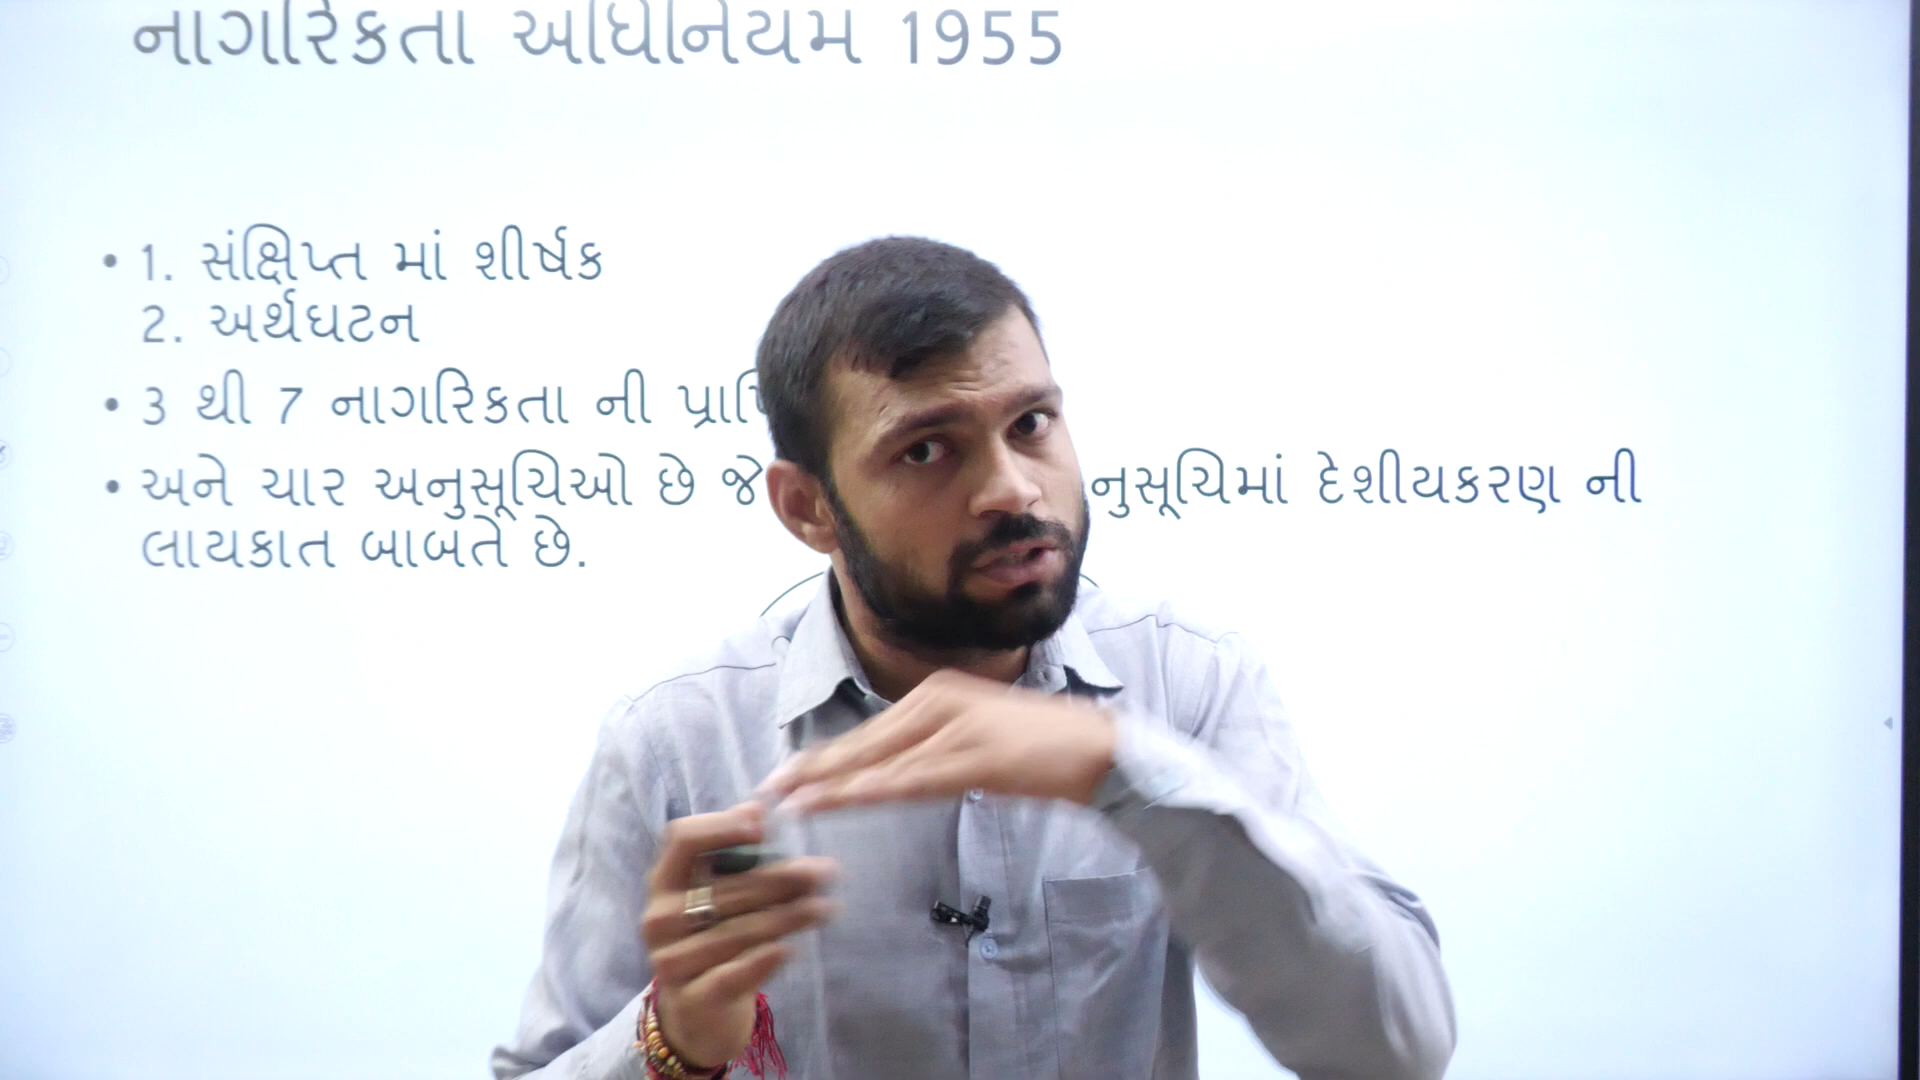 નાગરિકતા અધિનિયમ 1955
• 1. સંક્ષિપ્ત માં શીર્ષક
2. અર્થઘટન
• 3 થી 7 નાગરિકતા ની
• અને ચાર અનુસૂચિઓ છે દેશીયકરણ ની
લાયકાત બાબતે છે.